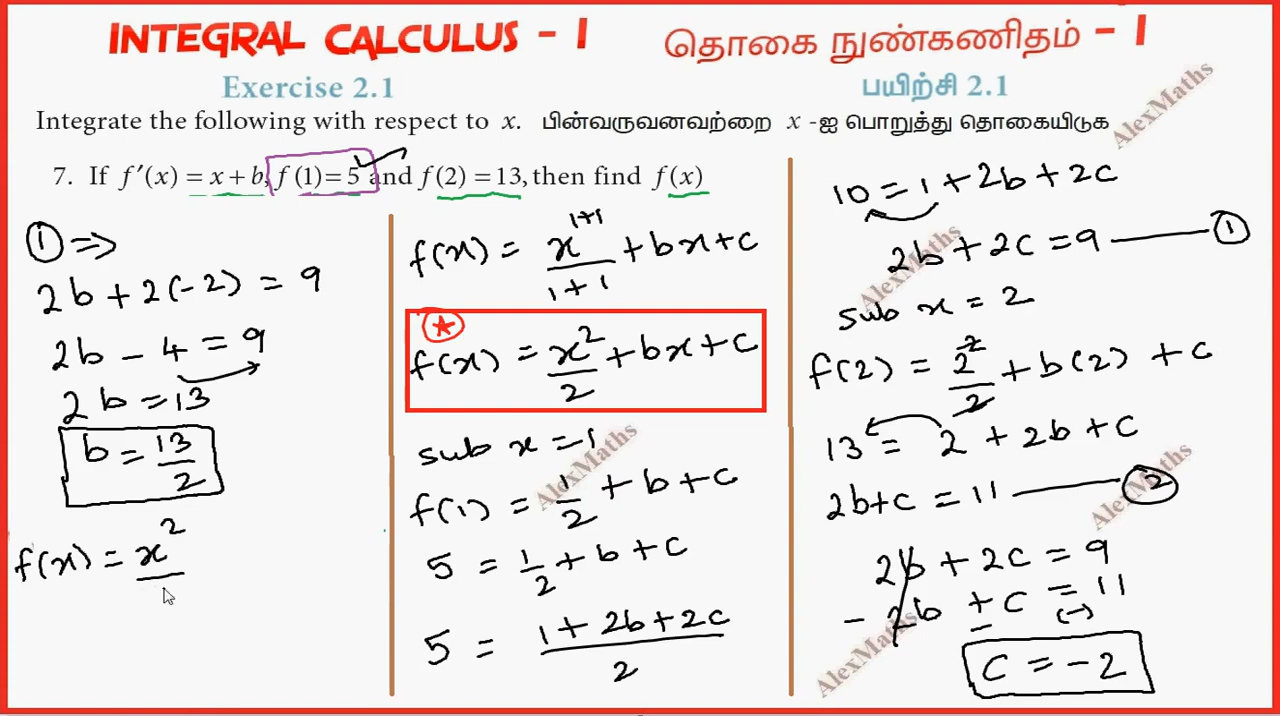 INTEGRAL CALCULUS - I
தொகை நுண்கணிதம் - I
Exercise 2.1
பயிற்சி 2.1
Integrate the following with respect to x. பின்வருவனவற்றை x -ஐ பொறுத்து தொகையிடுக
7. If f′(x) = x + b, f(1) = 5 and f(2) = 13, then find f(x)
① ⇒
2b + 2(-2) = 9
2b - 4 = 9
2b = 13
b = 13/2
f(x) = x²
f(x) = x^(1+1)/(1+1) + bx + c
★
f(x) = x²/2 + bx + c
sub x = 1
f(1) = 1/2 + b + c
5 = 1/2 + b + c
5 = (1 + 2b + 2c)/2
10 = 1 + 2b + 2c
2b + 2c = 9 — ①
sub x = 2
f(2) = 2²/2 + b(2) + c
13 = 2 + 2b + c
2b + c = 11 — ②
2b + 2c = 9
- 2b + c = 11
- (-)
c = -2
AlexMaths
AlexMaths
AlexMaths
AlexMaths
AlexMaths